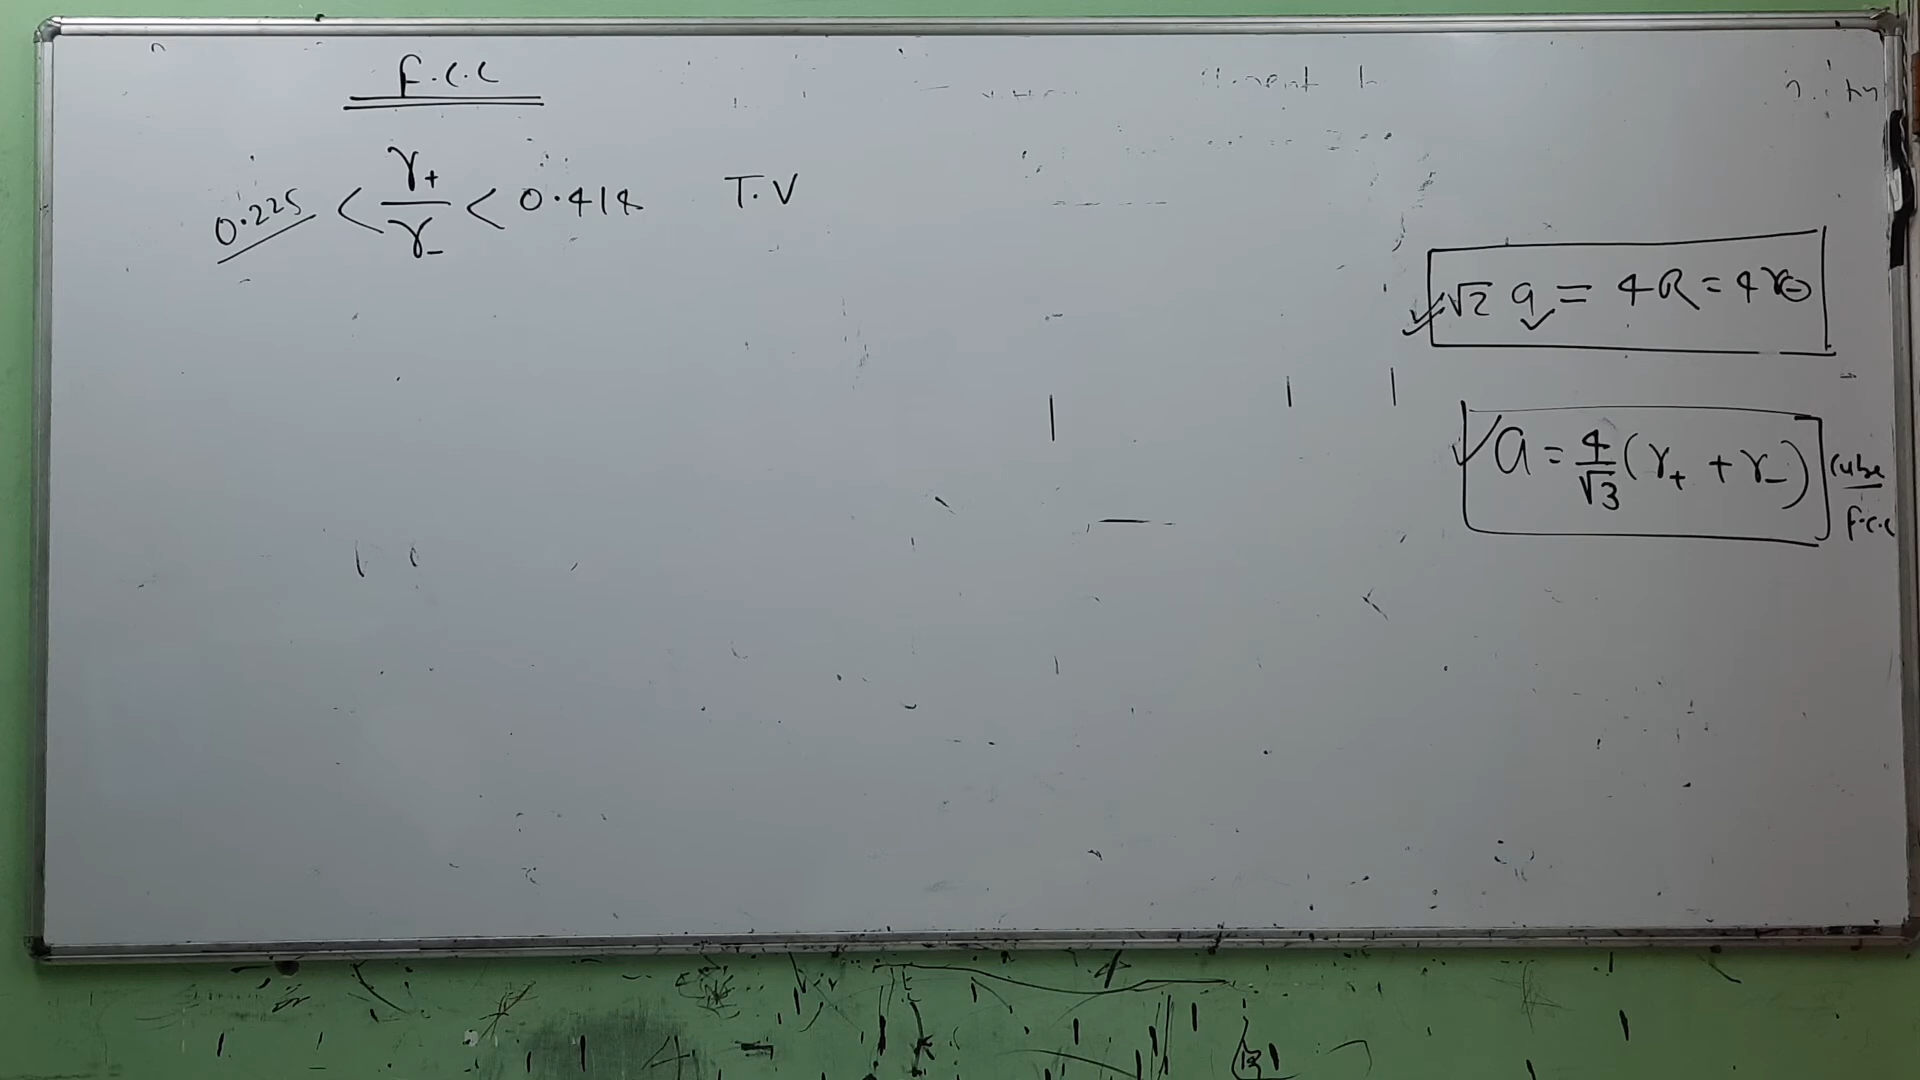 F.C.C
0.225 < γ+/γ- < 0.414 T.V
√2 a = 4R = 4r⊖
a = 4/√3 (γ+ + γ-) Cube
F.C.C